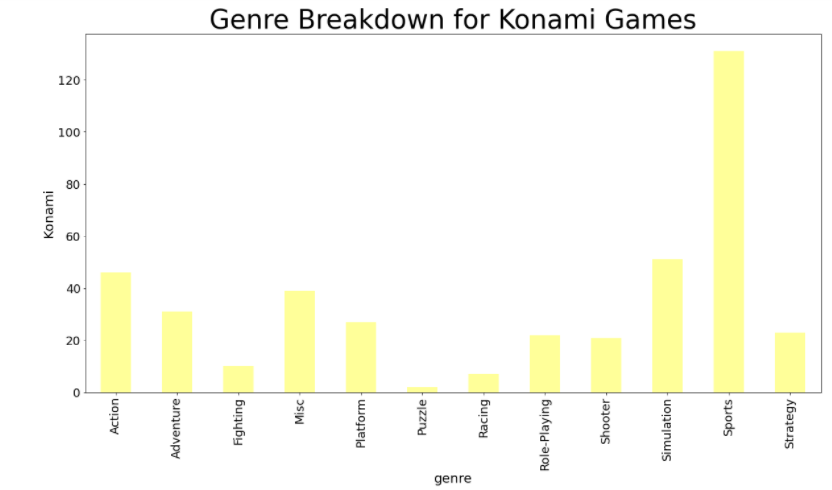 Genre Breakdown for Konami Games
120
100
80
60
40
20
0
Konami
Action
Adventure
Fighting
Misc
Platform
Puzzle
Racing
Role-Playing
Shooter
Simulation
Sports
Strategy
genre